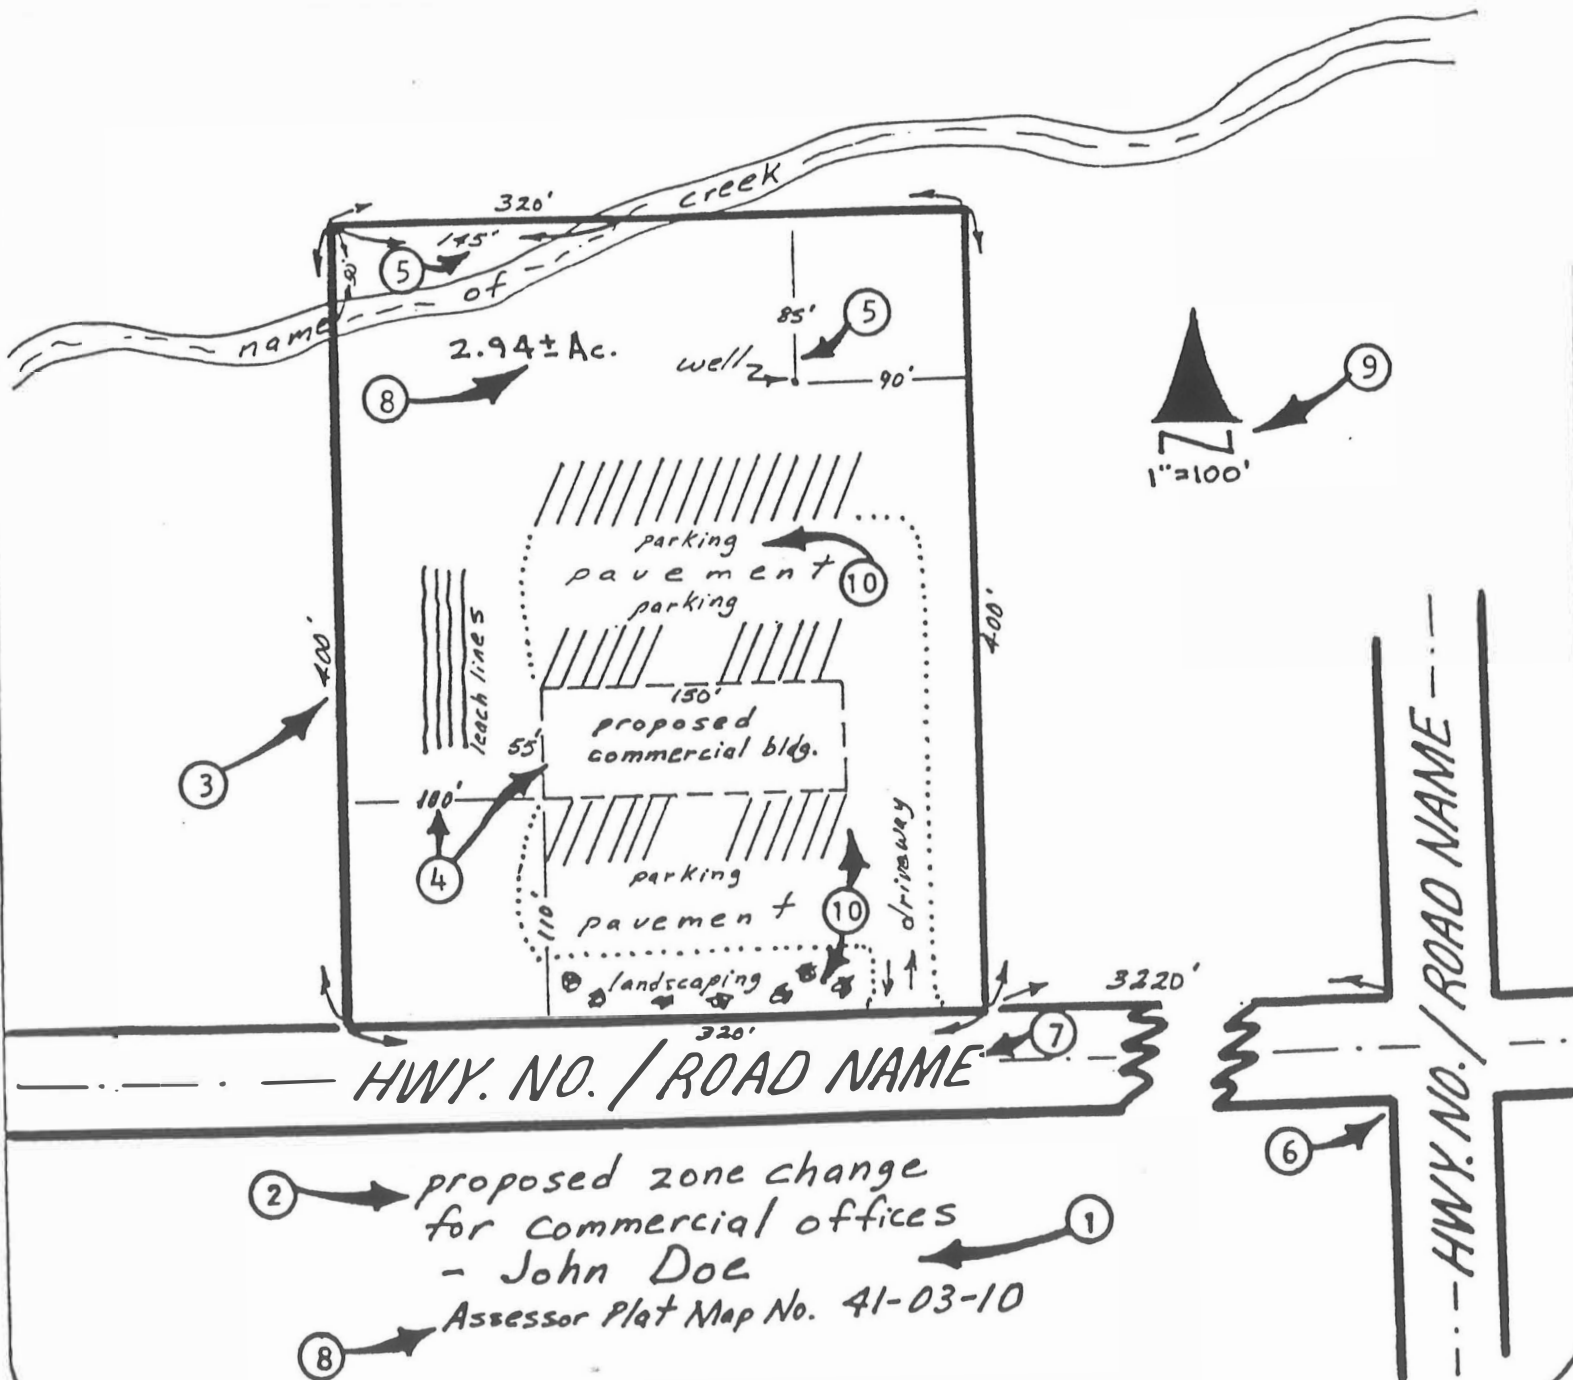 320'
creek
145'
5
of
name
2.94± Ac.
8
85'
5
well
90'
9
N
1"=100'
parking
pavement
10
parking
400'
leach lines
400'
150'
proposed
commercial bldg.
55'
3
100'
4
driveway
parking
10
110'
pavement
landscaping
320'
3220'
7
HWY. NO. / ROAD NAME
HWY. NO. / ROAD NAME
6
2
proposed zone change
for commercial offices
1
- John Doe
Assessor Plat Map No. 41-03-10
8